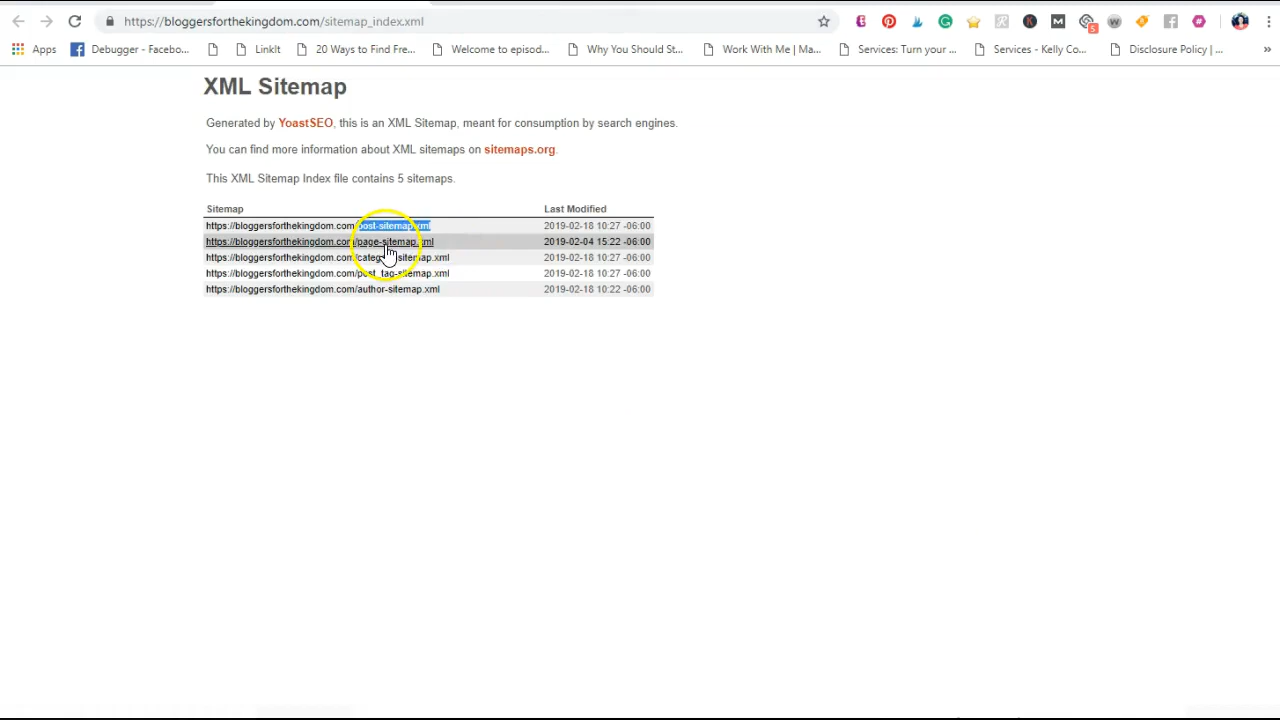 https://bloggersforthekingdom.com/sitemap_index.xml
Apps Debugger - Facebo... LinkIt 20 Ways to Find Fre... Welcome to episod... Why You Should St... Work With Me | Ma... Services: Turn your ... Services - Kelly Co... Disclosure Policy | ... »
XML Sitemap
Generated by YoastSEO, this is an XML Sitemap, meant for consumption by search engines.
You can find more information about XML sitemaps on sitemaps.org.
This XML Sitemap Index file contains 5 sitemaps.
Sitemap Last Modified
https://bloggersforthekingdom.com/post-sitemap.xml 2019-02-18 10:27 -06:00
https://bloggersforthekingdom.com/page-sitemap.xml 2019-02-04 15:22 -06:00
https://bloggersforthekingdom.com/category-sitemap.xml 2019-02-18 10:27 -06:00
https://bloggersforthekingdom.com/post_tag-sitemap.xml 2019-02-18 10:27 -06:00
https://bloggersforthekingdom.com/author-sitemap.xml 2019-02-18 10:22 -06:00